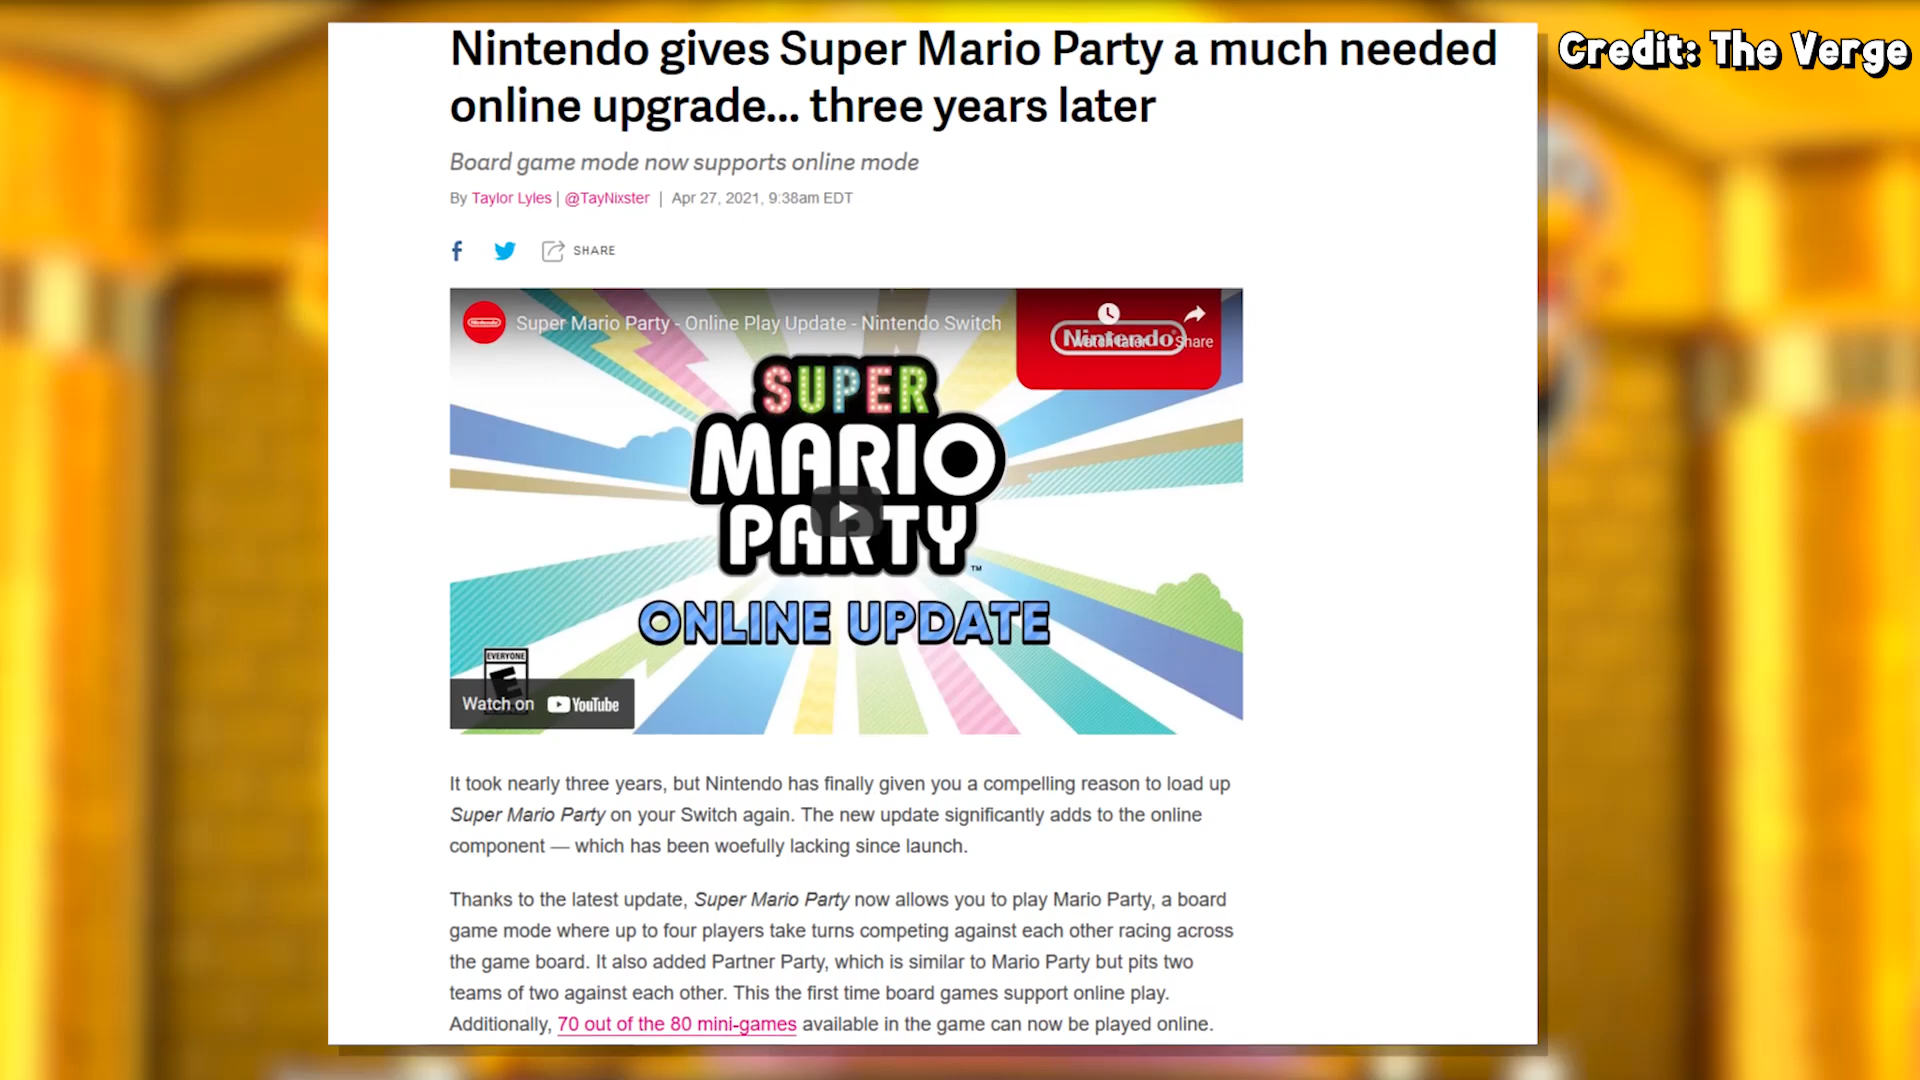 Nintendo gives Super Mario Party a much needed
online upgrade... three years later
Credit: The Verge
Board game mode now supports online mode
By Taylor Lyles | @TayNixster | Apr 27, 2021, 9:38am EDT
SHARE
Nintendo
Super Mario Party - Online Play Update - Nintendo Switch
Nintendo
Watch later
Share
SUPER
MARIO
PARTY
TM
ONLINE UPDATE
EVERYONE
E
Watch on YouTube
It took nearly three years, but Nintendo has finally given you a compelling reason to load up
Super Mario Party on your Switch again. The new update significantly adds to the online
component — which has been woefully lacking since launch.
Thanks to the latest update, Super Mario Party now allows you to play Mario Party, a board
game mode where up to four players take turns competing against each other racing across
the game board. It also added Partner Party, which is similar to Mario Party but pits two
teams of two against each other. This the first time board games support online play.
Additionally, 70 out of the 80 mini-games available in the game can now be played online.